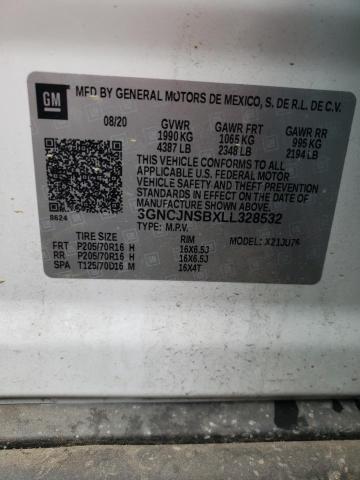 GM
MFD BY GENERAL MOTORS DE MEXICO, S. DE R.L. DE C.V.
08/20 GVWR GAWR FRT GAWR RR
1990 KG 1065 KG 995 KG
4387 LB 2348 LB 2194 LB
THIS VEHICLE CONFORMS TO ALL
APPLICABLE U.S. FEDERAL MOTOR
VEHICLE SAFETY, BUMPER, AND THEFT
PREVENTION STANDARDS IN EFFECT ON THE
DATE OF MANUFACTURE SHOWN ABOVE.
8624 3GNCJNSBXLL328532
TYPE: M.P.V.
TIRE SIZE RIM MODEL: X21JU76
FRT P205/70R16 H 16X6.5J
RR P205/70R16 H 16X6.5J
SPA T125/70D16 M 16X4T